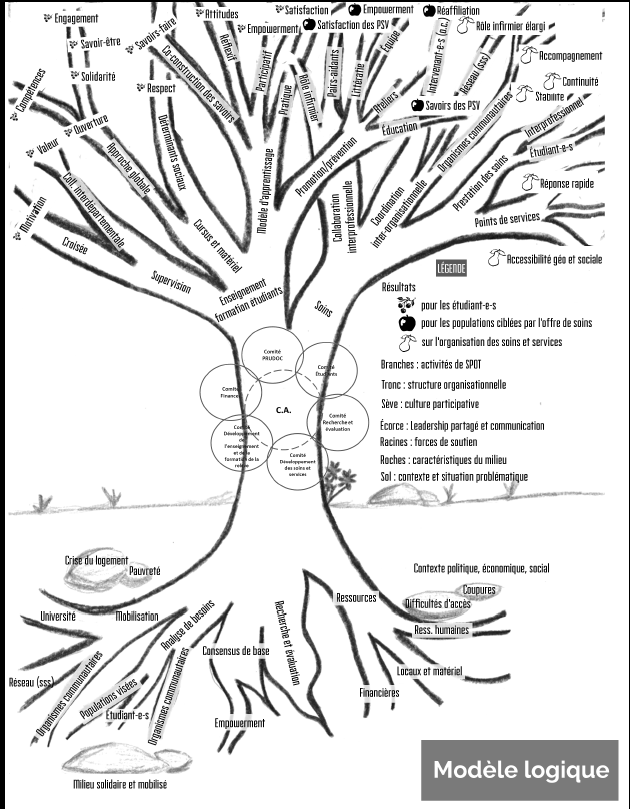 Engagement
Savoir-être
Solidarité
Compétences
Ouverture
Valeur
Motivation
Croisée
Coll. interdépartementale
Approche globale
Supervision
Respect
Savoirs-faire
Co-construction des savoirs
Déterminants sociaux
Cursus et matériel
Attitudes
Réflexif
Empowerment
Participatif
Modèle d'apprentissage
Pratique
Rôle infirmier
Enseignement
formation étudiants
Satisfaction
Satisfaction des PSV
Empowerment
Réaffiliation
Pairs-aidants
Littératie
Équipe
Ateliers
Promotion/prévention
Éducation
Savoirs des PSV
Intervenant-e-s (o.c.)
Réseau (sss)
Organismes communautaires
Rôle infirmier élargi
Accompagnement
Continuité
Stabilité
Interprofessionnel
Étudiant-e-s
Prestation des soins
Réponse rapide
Points de services
Accessibilité géo et sociale
Collaboration
interprofessionnelle
Coordination
inter-organisationnelle
Soins
LÉGENDE
Résultats
pour les étudiant-e-s
pour les populations ciblées par l'offre de soins
sur l'organisation des soins et services
Branches : activités de SPOT
Tronc : structure organisationnelle
Sève : culture participative
Écorce : Leadership partagé et communication
Racines : forces de soutien
Roches : caractéristiques du milieu
Sol : contexte et situation problématique
Comité
PRUDOC
Comité
Étudiants
Comité
Finance
C.A.
Comité
Recherche et
évaluation
Comité
Développement
de
l'enseignement
et de la
formation de la
relève
Comité
Développement
des soins et
services
Crise du logement
Pauvreté
Contexte politique, économique, social
Coupures
Difficultés d'accès
Université
Mobilisation
Réseau (sss)
Organismes communautaires
Populations visées
Étudiant-e-s
Organismes communautaires
Analyse de besoins
Consensus de base
Empowerment
Recherche et évaluation
Ressources
Ress. humaines
Locaux et matériel
Financières
Milieu solidaire et mobilisé
Modèle logique